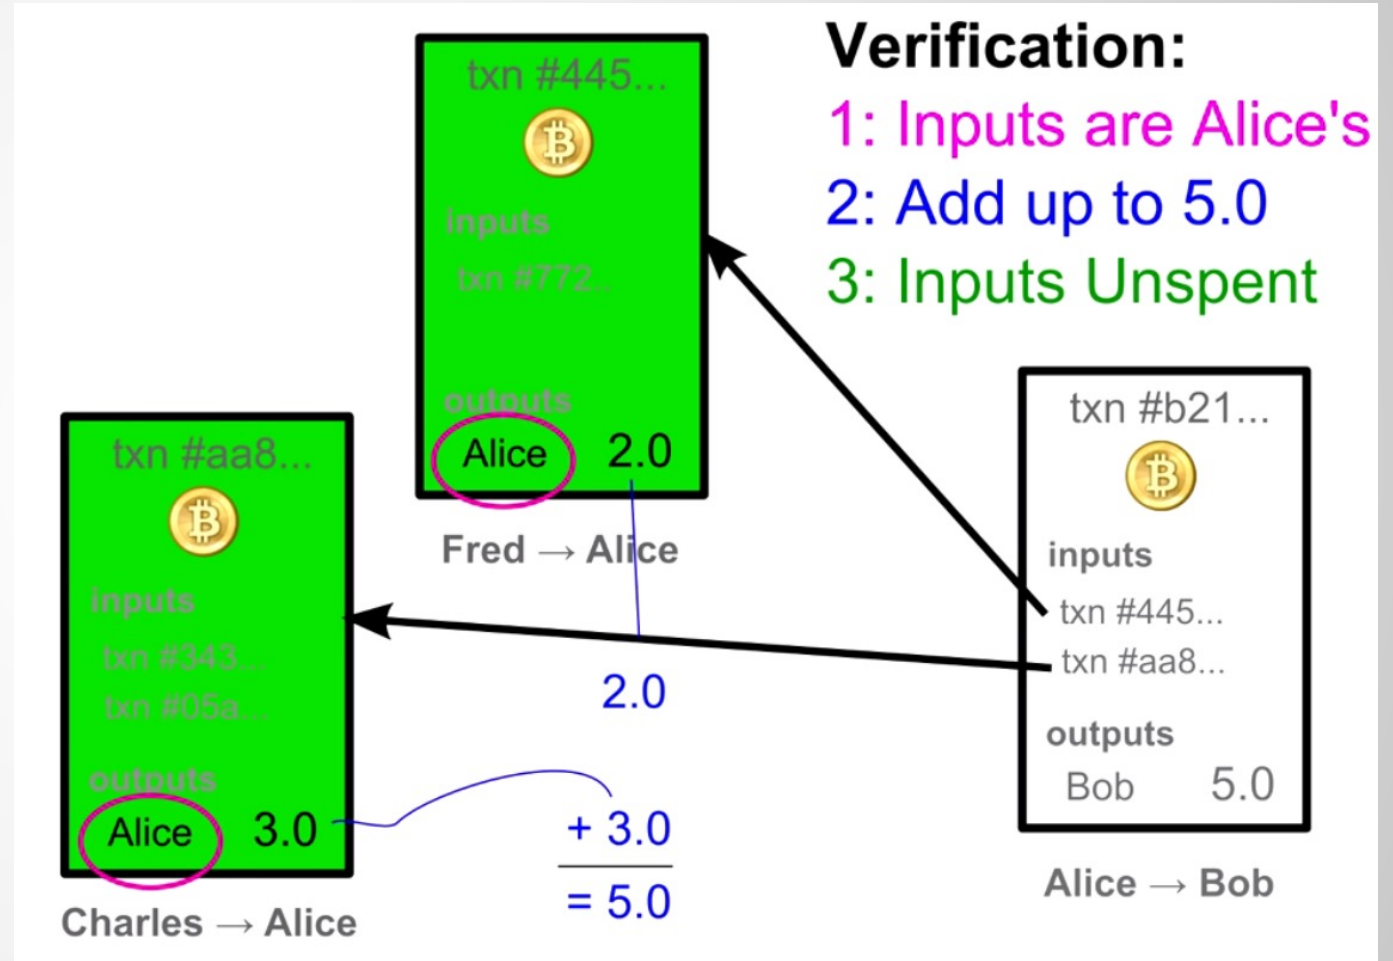 Verification:
1: Inputs are Alice's
2: Add up to 5.0
3: Inputs Unspent
txn #445...
inputs
txn #772..
outputs
Alice 2.0
Fred → Alice
txn #aa8...
inputs
txn #343...
txn #05a...
outputs
Alice 3.0
Charles → Alice
2.0
+ 3.0
= 5.0
txn #b21...
inputs
txn #445...
txn #aa8...
outputs
Bob 5.0
Alice → Bob